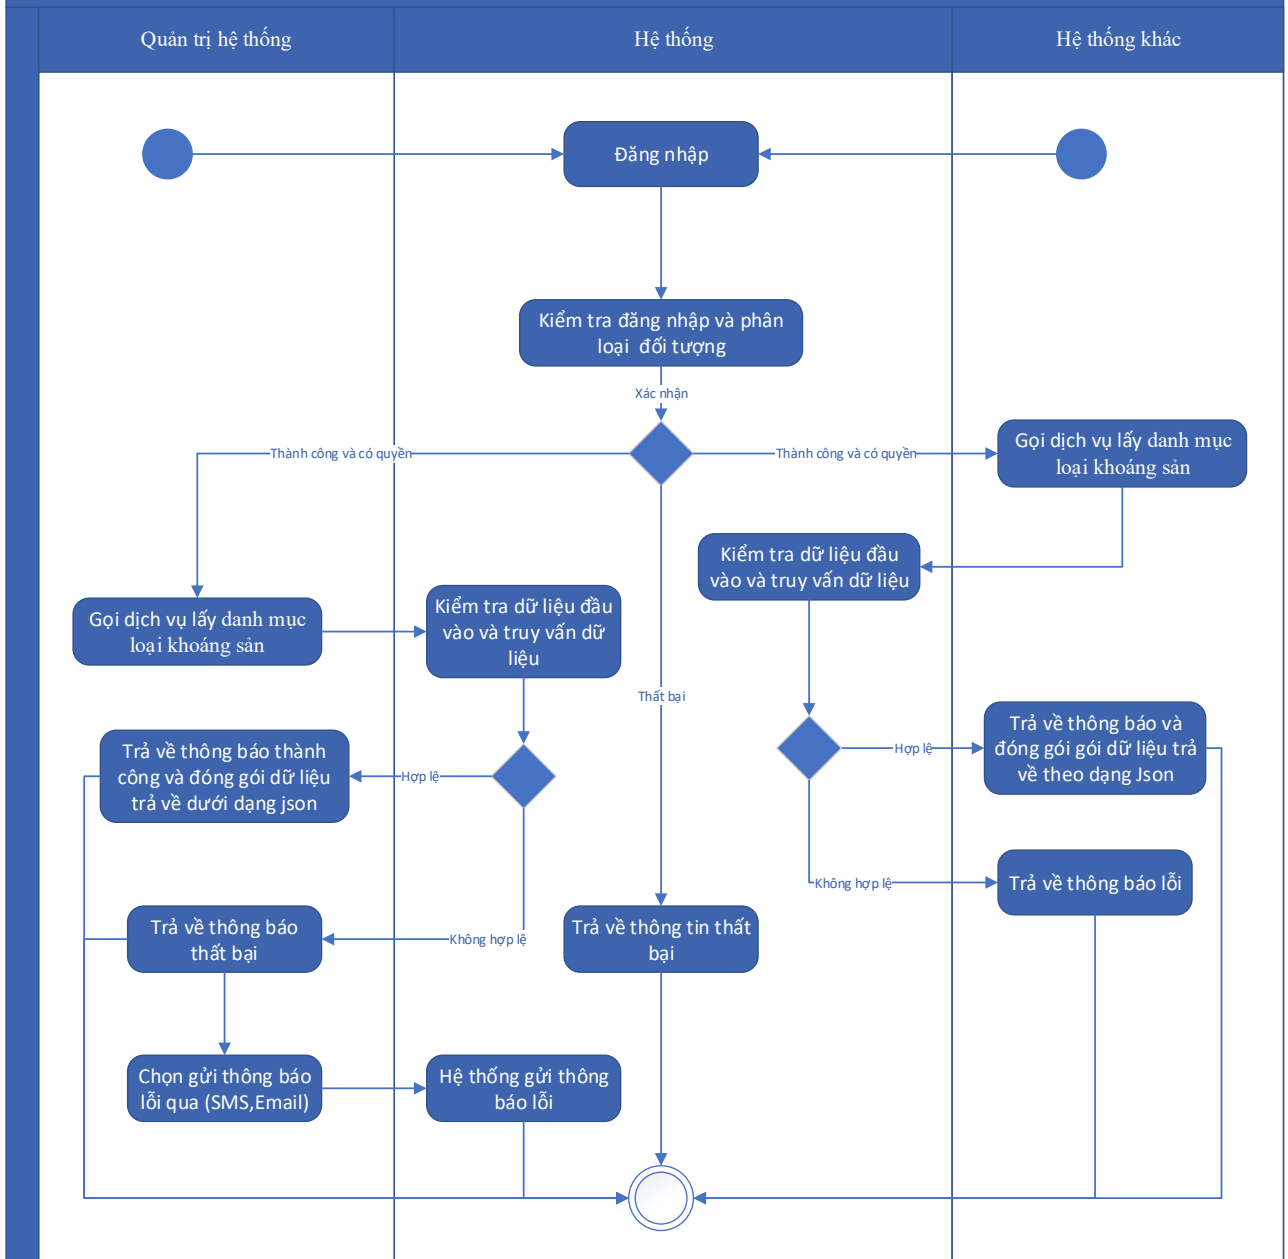 Quản trị hệ thống
Hệ thống
Hệ thống khác
Đăng nhập
Kiểm tra đăng nhập và phân
loại  đối tượng
Xác nhận
Thành công và có quyền
Thành công và có quyền
Gọi dịch vụ lấy danh mục
loại khoáng sản
Kiểm tra dữ liệu đầu
vào và truy vấn dữ liệu
Gọi dịch vụ lấy danh mục
loại khoáng sản
Kiểm tra dữ liệu đầu
vào và truy vấn dữ
liệu
Thất bại
Trả về thông báo thành
công và đóng gói dữ liệu
trả về dưới dạng json
Hợp lệ
Hợp lệ
Trả về thông báo và
đóng gói gói dữ liệu trả
về theo dạng Json
Không hợp lệ
Trả về thông báo lỗi
Trả về thông báo
thất bại
Không hợp lệ
Trả về thông tin thất
bại
Chọn gửi thông báo
lỗi qua (SMS,Email)
Hệ thống gửi thông
báo lỗi